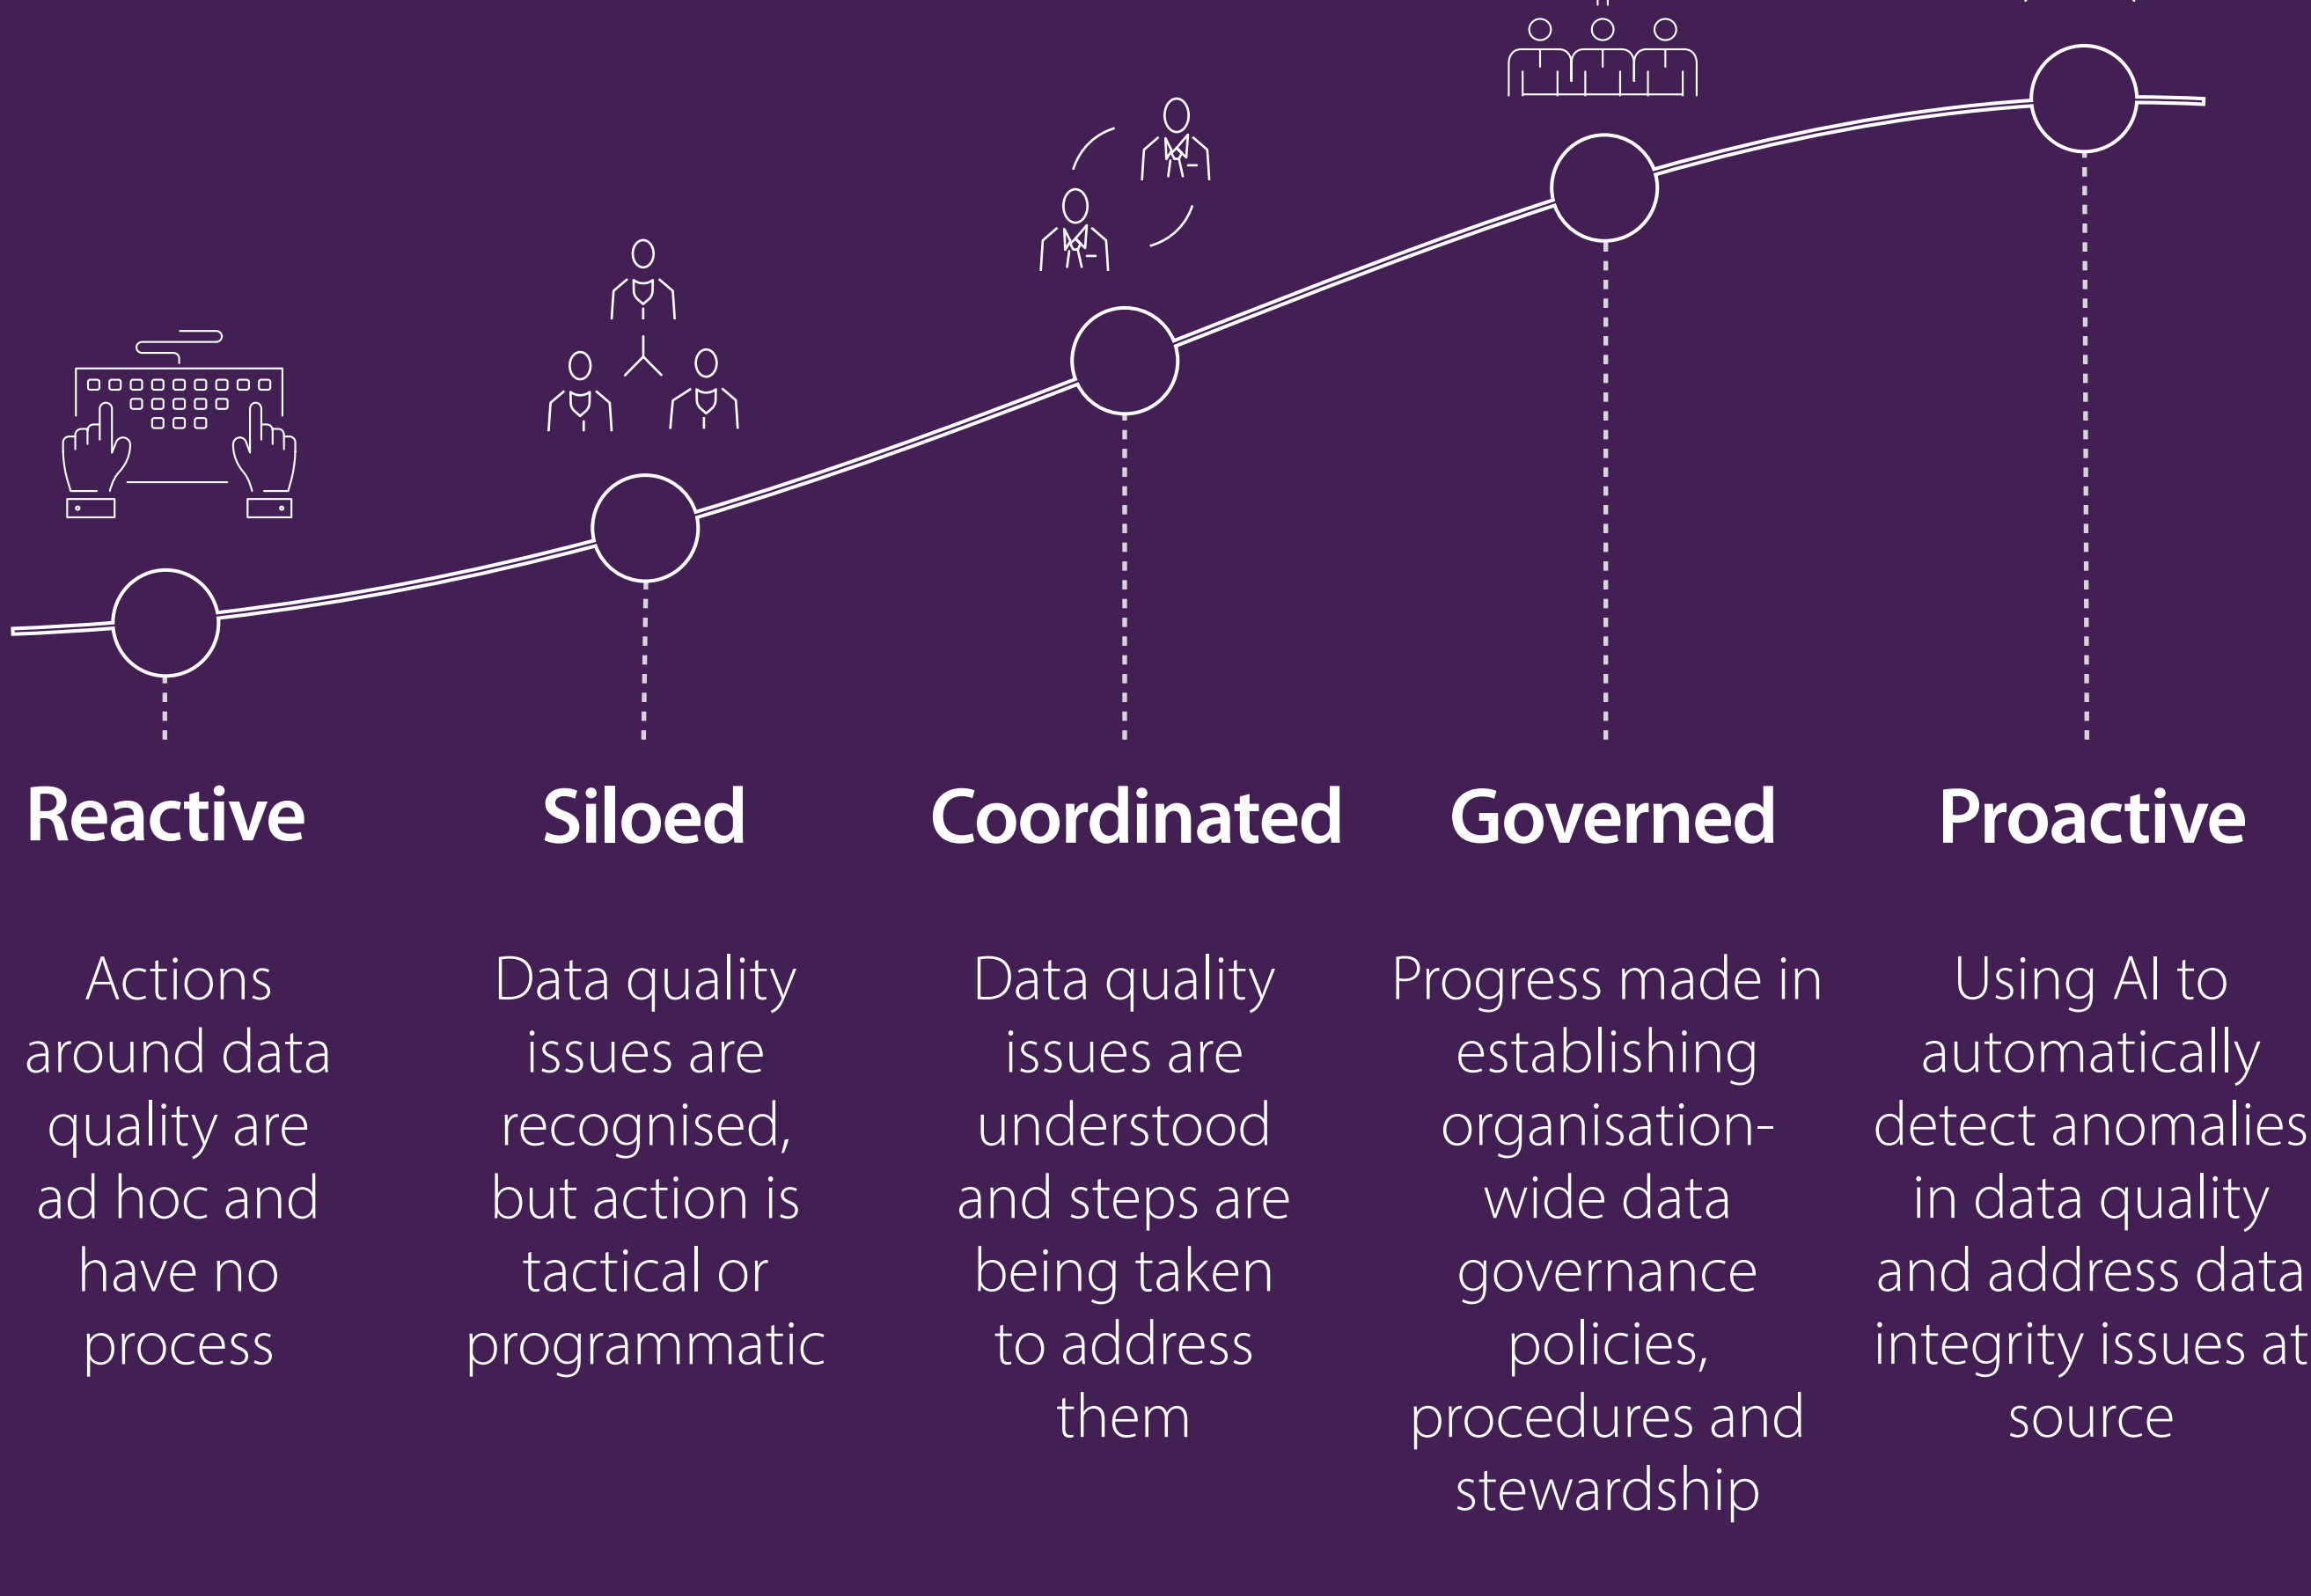 Reactive
Siloed
Coordinated
Governed
Proactive
Actions
around data
quality are
ad hoc and
have no
process
Data quality
issues are
recognised,
but action is
tactical or
programmatic
Data quality
issues are
understood
and steps are
being taken
to address
them
Progress made in
establishing
organisation-
wide data
governance
policies,
procedures and
stewardship
Using AI to
automatically
detect anomalies
in data quality
and address data
integrity issues at
source